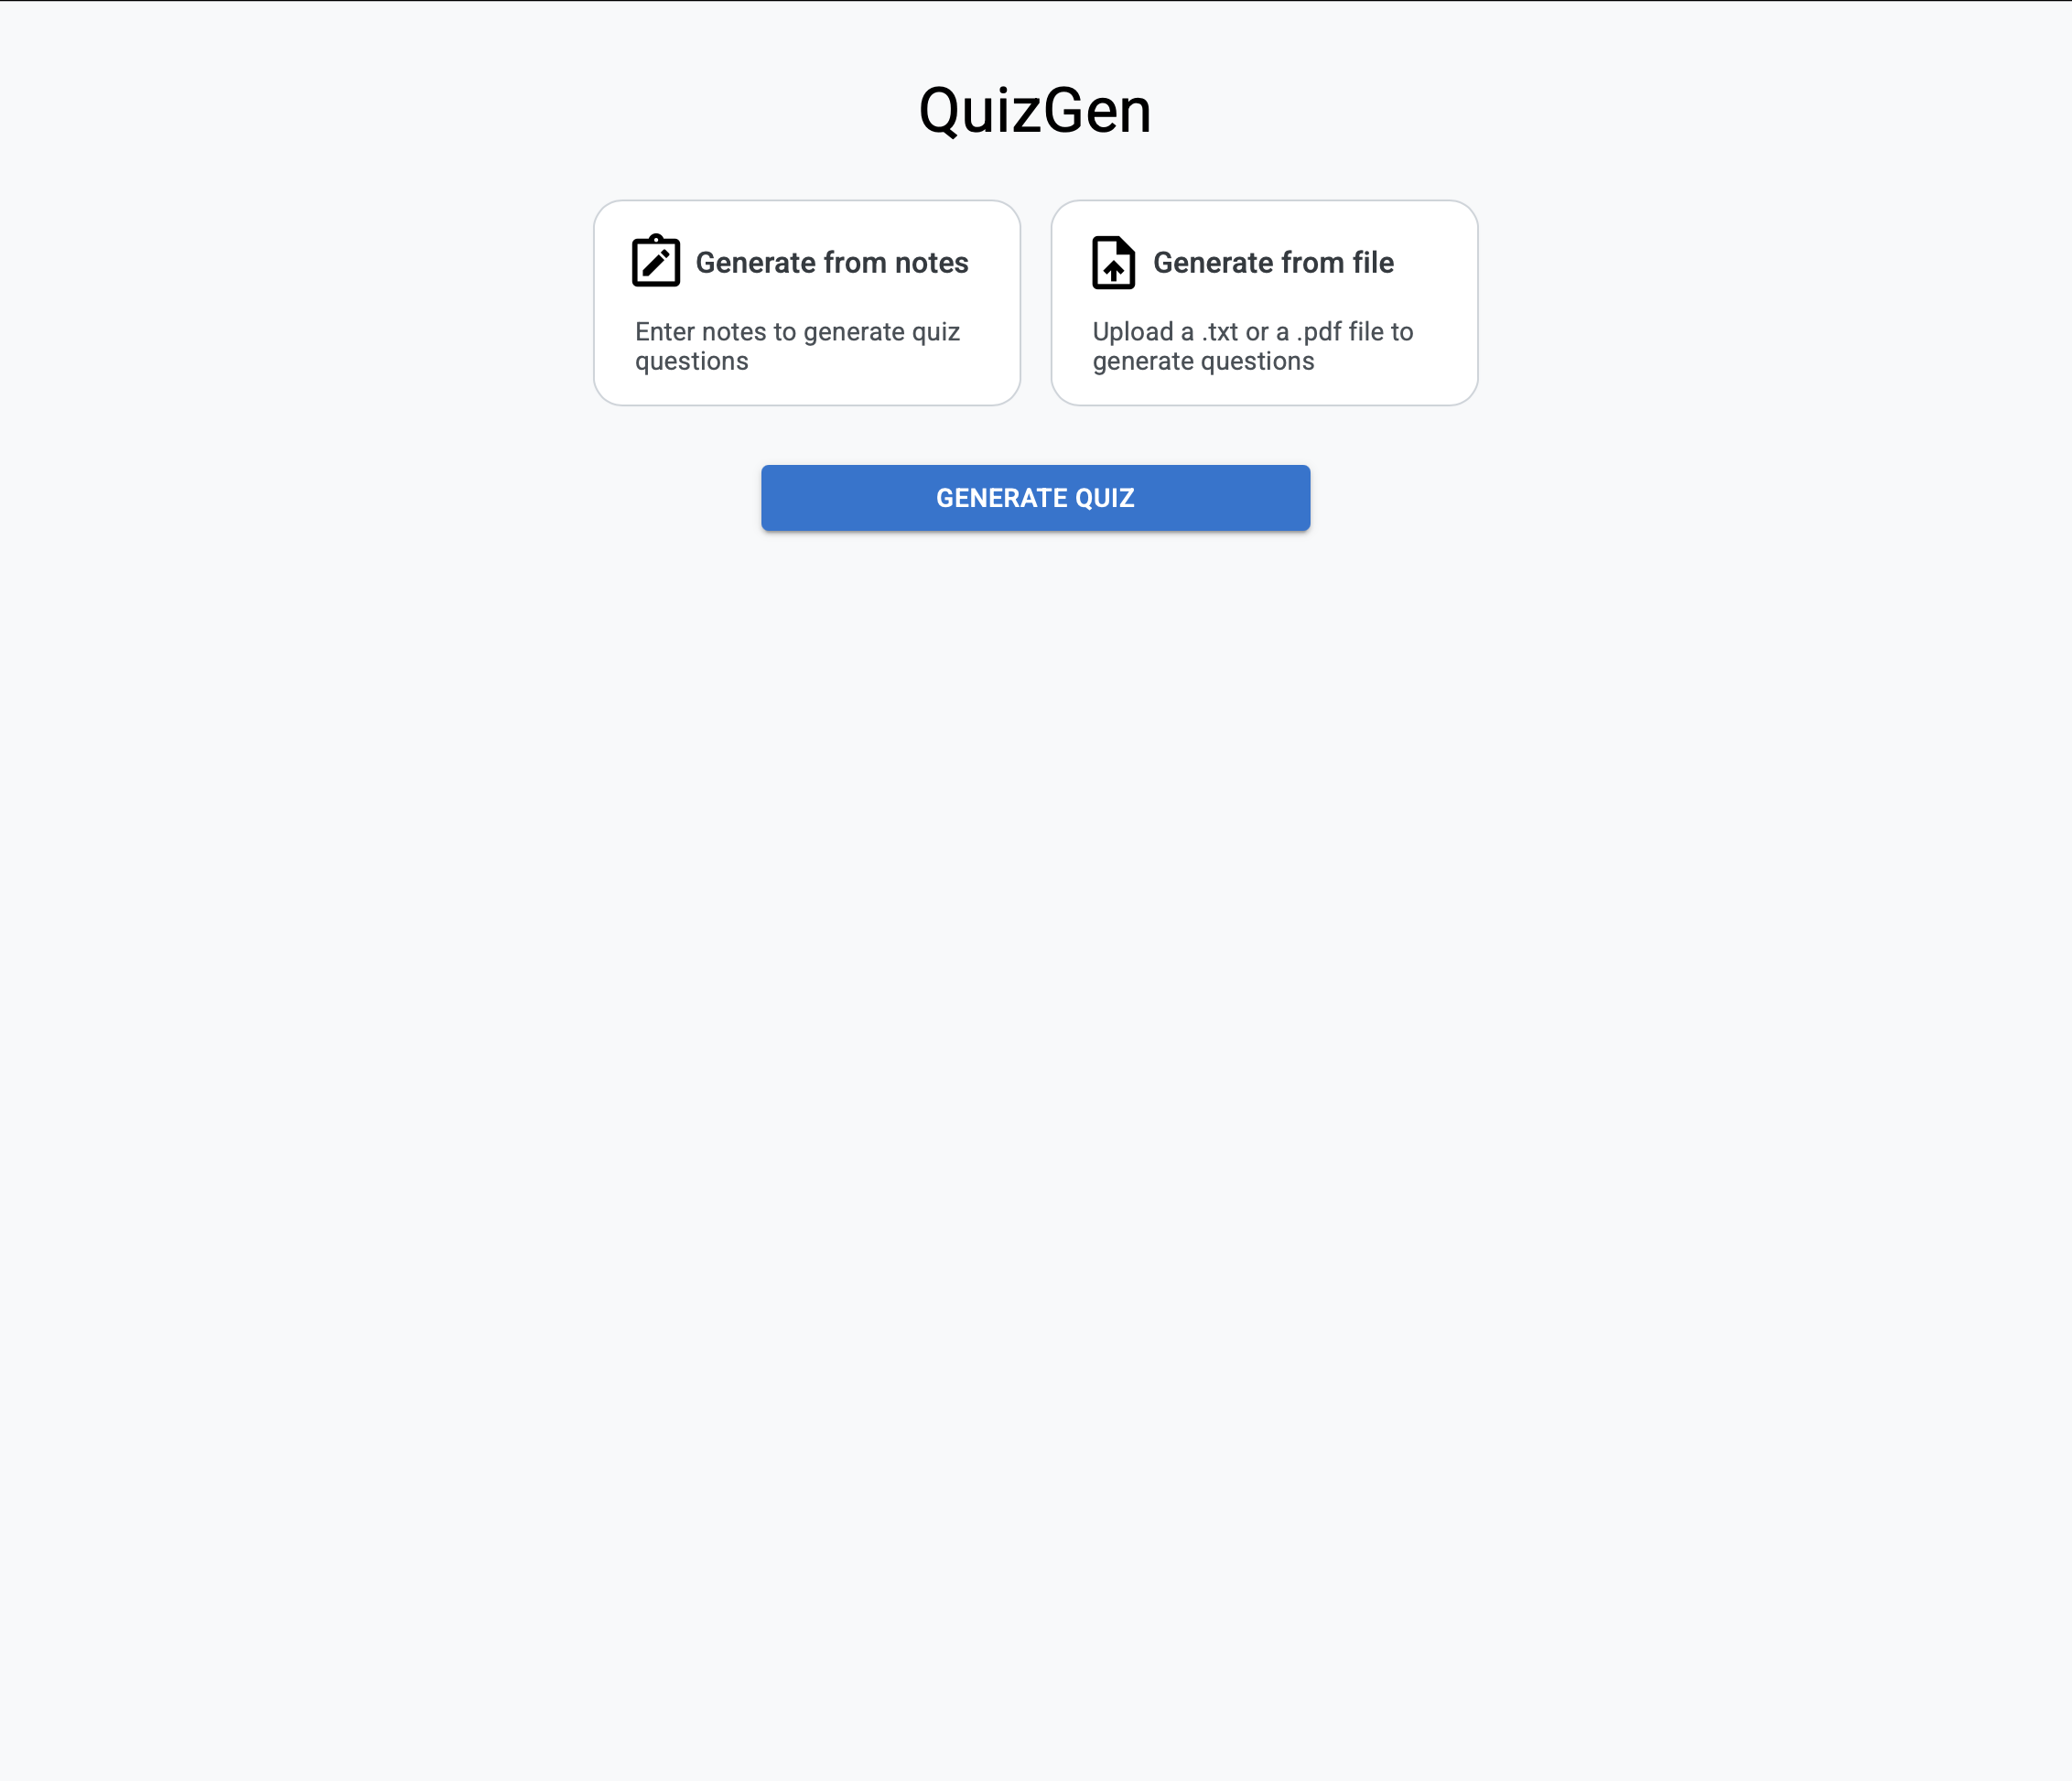 QuizGen
Generate from notes
Enter notes to generate quiz
questions
Generate from file
Upload a .txt or a .pdf file to
generate questions
GENERATE QUIZ